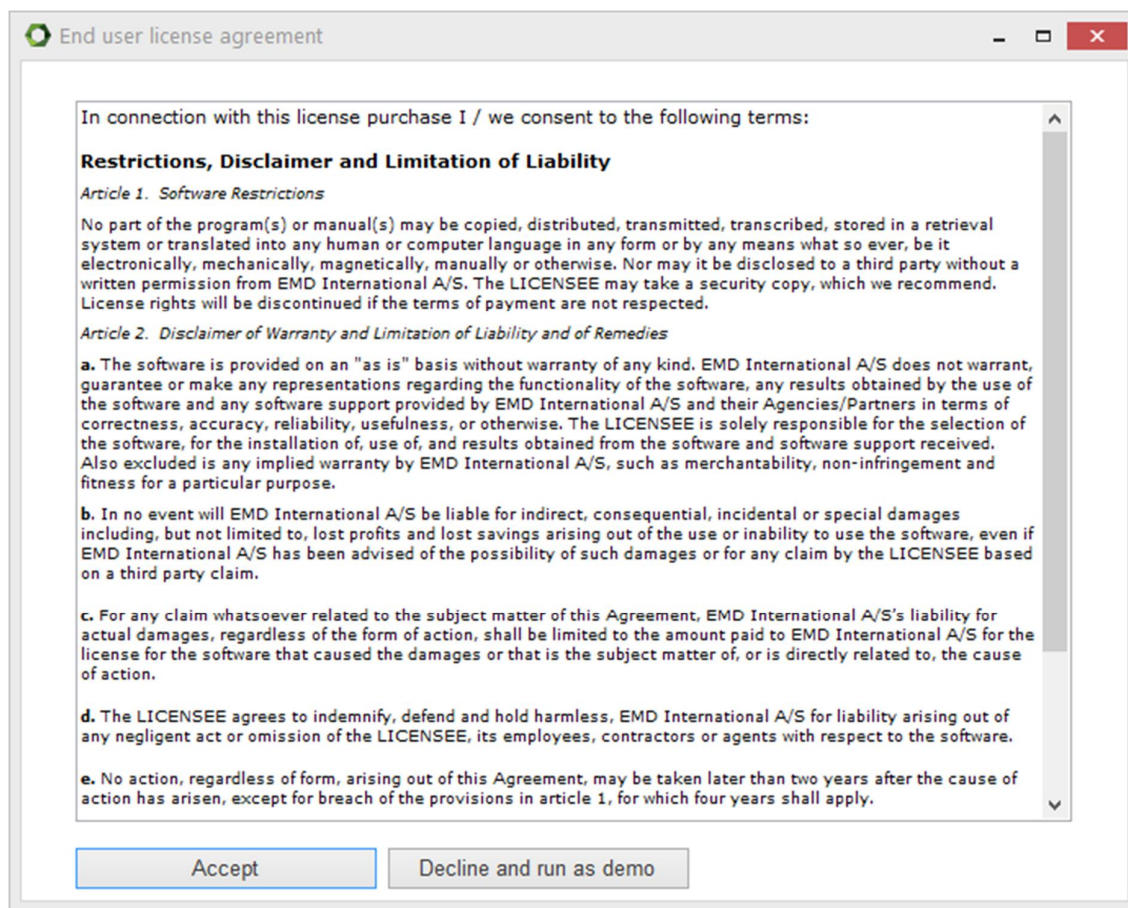 End user license agreement
In connection with this license purchase I / we consent to the following terms:
Restrictions, Disclaimer and Limitation of Liability
Article 1.  Software Restrictions
No part of the program(s) or manual(s) may be copied, distributed, transmitted, transcribed, stored in a retrieval
system or translated into any human or computer language in any form or by any means what so ever, be it
electronically, mechanically, magnetically, manually or otherwise. Nor may it be disclosed to a third party without a
written permission from EMD International A/S. The LICENSEE may take a security copy, which we recommend.
License rights will be discontinued if the terms of payment are not respected.
Article 2.  Disclaimer of Warranty and Limitation of Liability and of Remedies
a. The software is provided on an "as is" basis without warranty of any kind. EMD International A/S does not warrant,
guarantee or make any representations regarding the functionality of the software, any results obtained by the use of
the software and any software support provided by EMD International A/S and their Agencies/Partners in terms of
correctness, accuracy, reliability, usefulness, or otherwise. The LICENSEE is solely responsible for the selection of
the software, for the installation of, use of, and results obtained from the software and software support received.
Also excluded is any implied warranty by EMD International A/S, such as merchantability, non-infringement and
fitness for a particular purpose.
b. In no event will EMD International A/S be liable for indirect, consequential, incidental or special damages
including, but not limited to, lost profits and lost savings arising out of the use or inability to use the software, even if
EMD International A/S has been advised of the possibility of such damages or for any claim by the LICENSEE based
on a third party claim.
c. For any claim whatsoever related to the subject matter of this Agreement, EMD International A/S's liability for
actual damages, regardless of the form of action, shall be limited to the amount paid to EMD International A/S for the
license for the software that caused the damages or that is the subject matter of, or is directly related to, the cause
of action.
d. The LICENSEE agrees to indemnify, defend and hold harmless, EMD International A/S for liability arising out of
any negligent act or omission of the LICENSEE, its employees, contractors or agents with respect to the software.
e. No action, regardless of form, arising out of this Agreement, may be taken later than two years after the cause of
action has arisen, except for breach of the provisions in article 1, for which four years shall apply.
Accept
Decline and run as demo